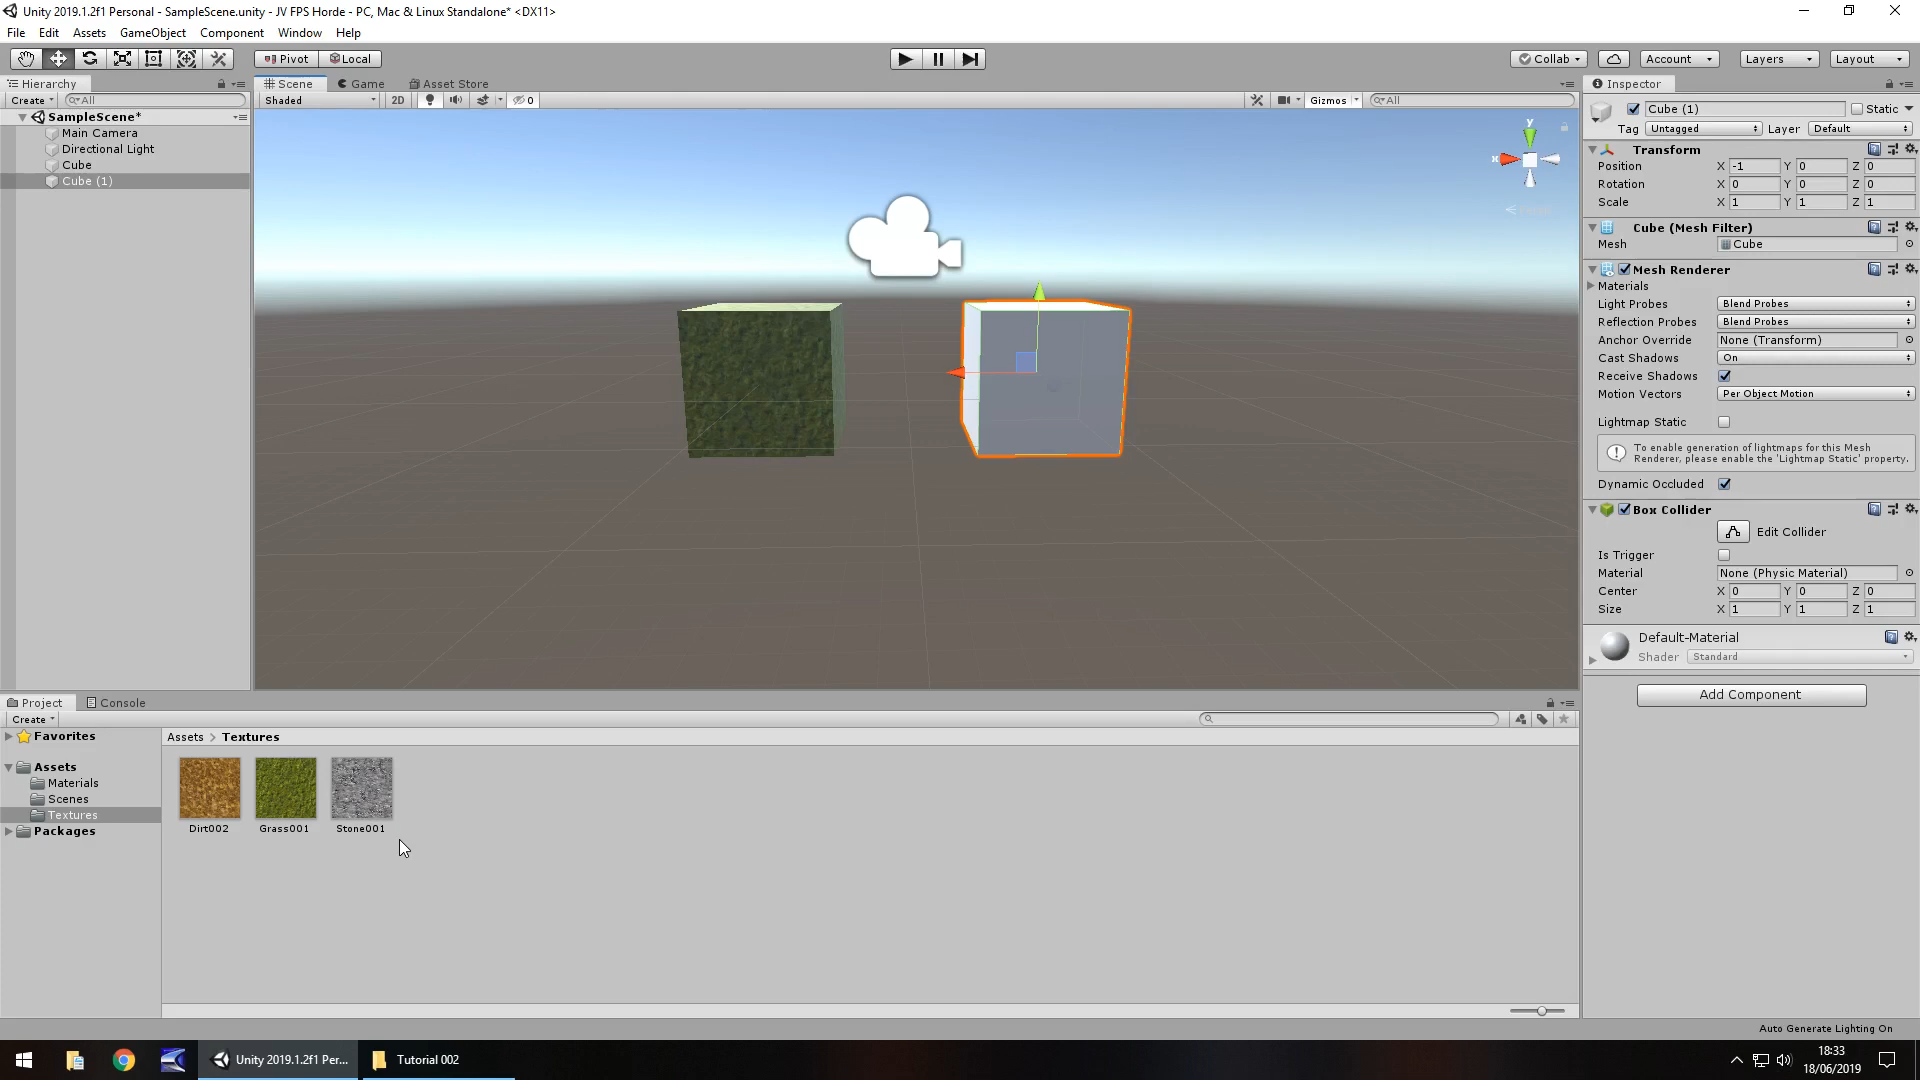 Unity 2019.1.2f1 Personal - SampleScene.unity - JV FPS Horde - PC, Mac & Linux Standalone* <DX11>
File Edit Assets GameObject Component Window Help
Pivot Local Collab Account Layers Layout
Hierarchy
Create All
SampleScene*
Main Camera
Directional Light
Cube
Cube (1)
Scene Game Asset Store
Shaded 2D 0 Gizmos All
y
x
Inspector
Cube (1) Static
Tag Untagged Layer Default
Transform
Position X -1 Y 0 Z 0
Rotation X 0 Y 0 Z 0
Scale X 1 Y 1 Z 1
Cube (Mesh Filter)
Mesh Cube
Mesh Renderer
Materials
Light Probes Blend Probes
Reflection Probes Blend Probes
Anchor Override None (Transform)
Cast Shadows On
Receive Shadows
Motion Vectors Per Object Motion
Lightmap Static
To enable generation of lightmaps for this Mesh
Renderer, please enable the 'Lightmap Static' property.
Dynamic Occluded
Box Collider
Edit Collider
Is Trigger
Material None (Physic Material)
Center X 0 Y 0 Z 0
Size X 1 Y 1 Z 1
Default-Material
Shader Standard
Add Component
Project Console
Create
Favorites
Assets
Materials
Scenes
Textures
Packages
Assets > Textures
Dirt002 Grass001 Stone001
Auto Generate Lighting On
Unity 2019.1.2f1 Per... Tutorial 002
18:33
18/06/2019